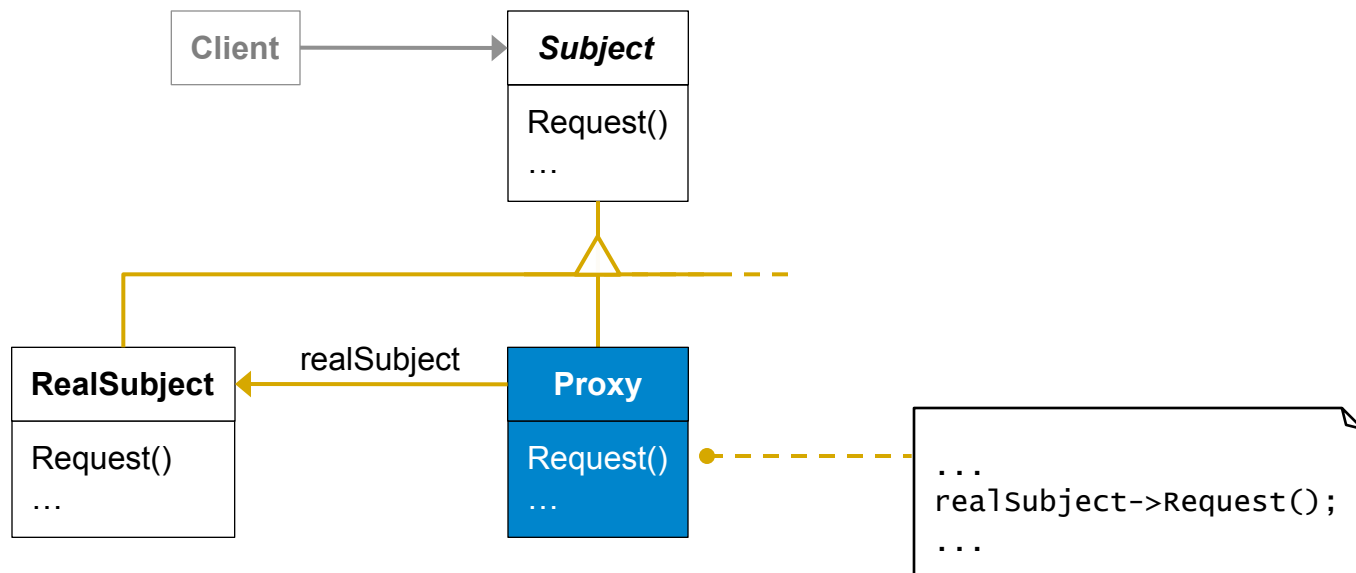 Client
Subject
Request()
…
realSubject
RealSubject
Request()
…
Proxy
Request()
…
...
realSubject->Request();
...